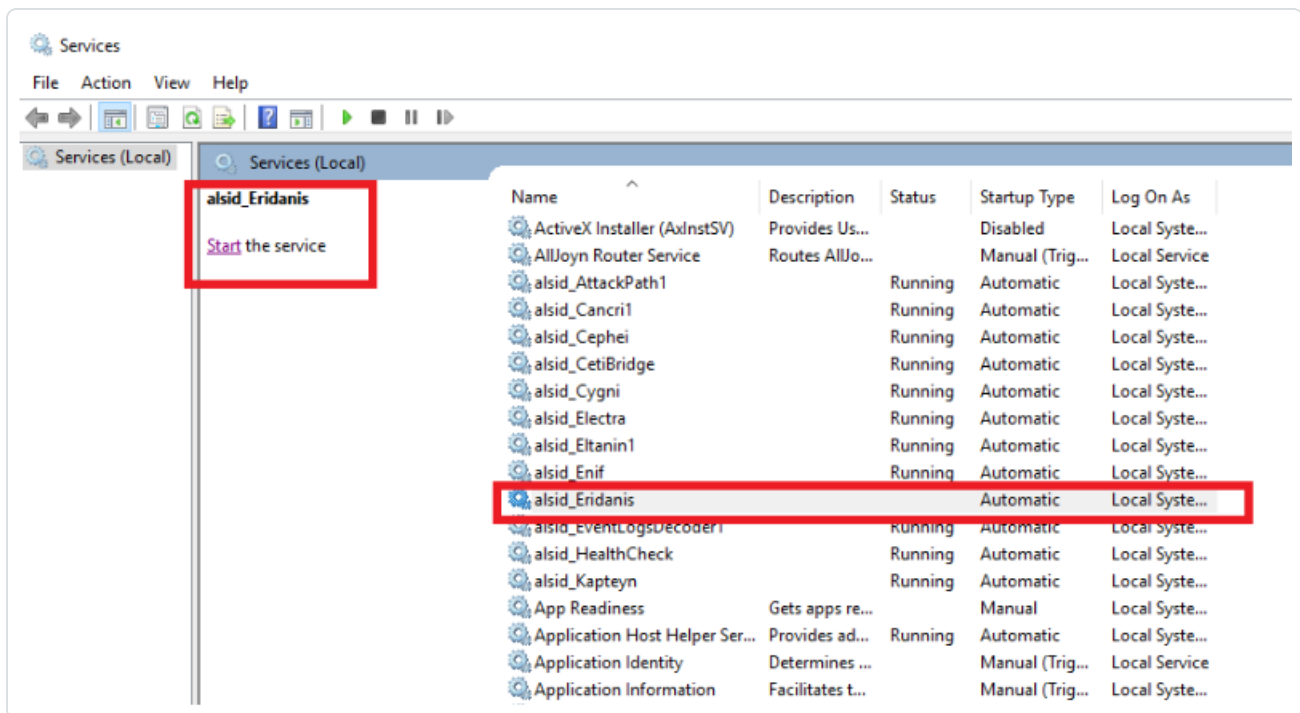 Services
File Action View Help
Services (Local)
Services (Local)
alsid_Eridanis
Start the service
Name Description Status Startup Type Log On As
ActiveX Installer (AxInstSV) Provides Us... Disabled Local Syste...
AllJoyn Router Service Routes AllJo... Manual (Trig... Local Service
alsid_AttackPath1 Running Automatic Local Syste...
alsid_Cancri1 Running Automatic Local Syste...
alsid_Cephei Running Automatic Local Syste...
alsid_CetiBridge Running Automatic Local Syste...
alsid_Cygni Running Automatic Local Syste...
alsid_Electra Running Automatic Local Syste...
alsid_Eltanin1 Running Automatic Local Syste...
alsid_Enif Running Automatic Local Syste...
alsid_Eridanis Automatic Local Syste...
alsid_EventLogsDecoder1 Running Automatic Local Syste...
alsid_HealthCheck Running Automatic Local Syste...
alsid_Kapteyn Running Automatic Local Syste...
App Readiness Gets apps re... Manual Local Syste...
Application Host Helper Ser... Provides ad... Running Automatic Local Syste...
Application Identity Determines ... Manual (Trig... Local Service
Application Information Facilitates t... Manual (Trig... Local Syste...